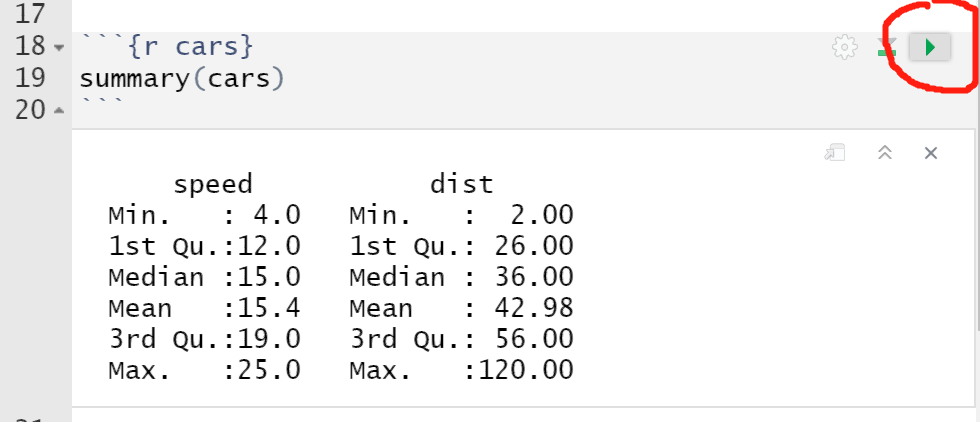 17
18 ```{r cars}
19 summary(cars)
20 ```
speed dist
Min. : 4.0 Min. : 2.00
1st Qu.:12.0 1st Qu.: 26.00
Median :15.0 Median : 36.00
Mean :15.4 Mean : 42.98
3rd Qu.:19.0 3rd Qu.: 56.00
Max. :25.0 Max. :120.00